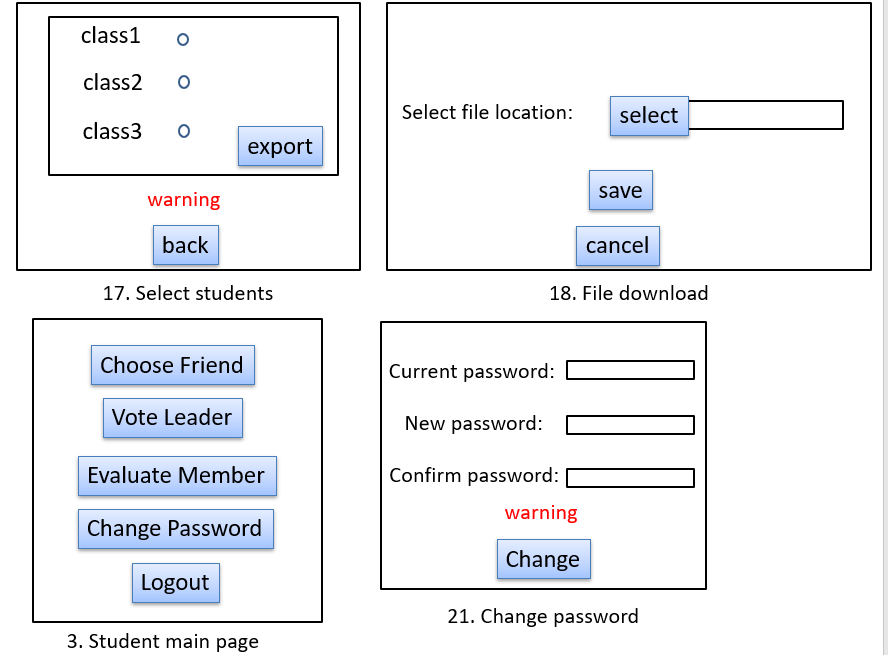 class1
class2
class3
export
warning
back
17. Select students
Select file location:
select
save
cancel
18. File download
Choose Friend
Vote Leader
Evaluate Member
Change Password
Logout
3. Student main page
Current password:
New password:
Confirm password:
warning
Change
21. Change password